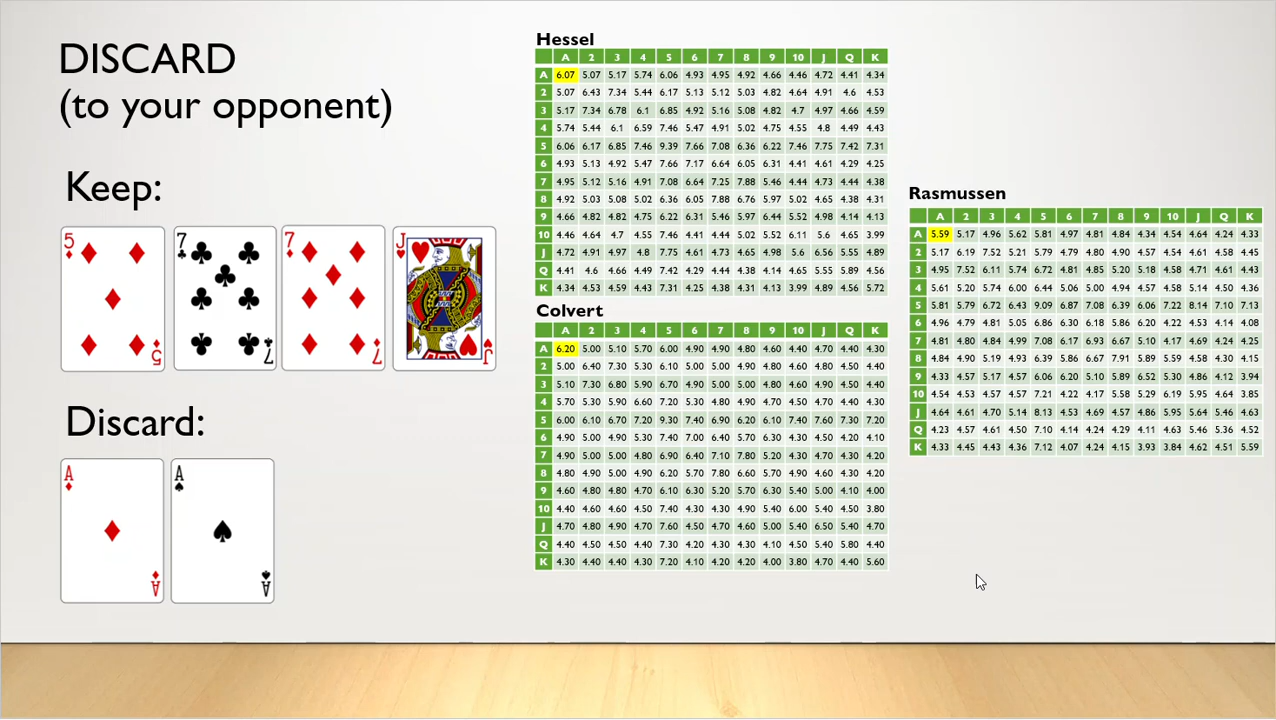 DISCARD
(to your opponent)
Keep:
5 5
7 7
7 7
J J
Discard:
A A
A A
Hessel
A 2 3 4 5 6 7 8 9 10 J Q K
A 6.07 5.07 5.17 5.74 6.06 4.93 4.95 4.92 4.66 4.46 4.72 4.41 4.34
2 5.07 6.43 7.34 5.44 6.17 5.13 5.12 5.03 4.82 4.64 4.91 4.6 4.53
3 5.17 7.34 6.78 6.1 6.85 4.92 5.16 5.08 4.82 4.7 4.97 4.66 4.59
4 5.74 5.44 6.1 6.59 7.46 5.47 4.91 5.02 4.75 4.55 4.8 4.49 4.43
5 6.06 6.17 6.85 7.46 9.39 7.66 7.08 6.36 6.22 7.46 7.75 7.42 7.31
6 4.93 5.13 4.92 5.47 7.66 7.17 6.64 6.05 6.31 4.41 4.61 4.29 4.25
7 4.95 5.12 5.16 4.91 7.08 6.64 7.25 7.88 5.46 4.44 4.73 4.44 4.38
8 4.92 5.03 5.08 5.02 6.36 6.05 7.88 6.76 5.97 5.02 4.65 4.38 4.31
9 4.66 4.82 4.82 4.75 6.22 6.31 5.46 5.97 6.44 5.52 4.98 4.14 4.13
10 4.46 4.64 4.7 4.55 7.46 4.41 4.44 5.02 5.52 6.11 5.6 4.65 3.99
J 4.72 4.91 4.97 4.8 7.75 4.61 4.73 4.65 4.98 5.6 6.56 5.55 4.89
Q 4.41 4.6 4.66 4.49 7.42 4.29 4.44 4.38 4.14 4.65 5.55 5.89 4.56
K 4.34 4.53 4.59 4.43 7.31 4.25 4.38 4.31 4.13 3.99 4.89 4.56 5.72
Colvert
A 2 3 4 5 6 7 8 9 10 J Q K
A 6.20 5.00 5.10 5.70 6.00 4.90 4.90 4.80 4.60 4.40 4.70 4.40 4.30
2 5.00 6.40 7.30 5.30 6.10 5.00 5.00 4.90 4.80 4.60 4.80 4.50 4.40
3 5.10 7.30 6.80 5.90 6.70 4.90 5.00 5.00 4.80 4.60 4.90 4.50 4.40
4 5.70 5.30 5.90 6.60 7.20 5.30 4.80 4.90 4.70 4.50 4.70 4.40 4.30
5 6.00 6.10 6.70 7.20 9.30 7.40 6.90 6.20 6.10 7.40 7.60 7.30 7.20
6 4.90 5.00 4.90 5.30 7.40 7.00 6.40 5.70 6.30 4.30 4.50 4.20 4.10
7 4.90 5.00 5.00 4.80 6.90 6.40 7.10 7.80 5.20 4.30 4.70 4.30 4.20
8 4.80 4.90 5.00 4.90 6.20 5.70 7.80 6.60 5.70 4.90 4.60 4.30 4.20
9 4.60 4.80 4.80 4.70 6.10 6.30 5.20 5.70 6.30 5.40 5.00 4.10 4.00
10 4.40 4.60 4.60 4.50 7.40 4.30 4.30 4.90 5.40 6.00 5.40 4.50 3.80
J 4.70 4.80 4.90 4.70 7.60 4.50 4.70 4.60 5.00 5.40 6.50 5.40 4.70
Q 4.40 4.50 4.50 4.40 7.30 4.20 4.30 4.30 4.10 4.50 5.40 5.80 4.40
K 4.30 4.40 4.40 4.30 7.20 4.10 4.20 4.20 4.00 3.80 4.70 4.40 5.60
Rasmussen
A 2 3 4 5 6 7 8 9 10 J Q K
A 5.59 5.17 4.96 5.62 5.81 4.97 4.81 4.84 4.34 4.54 4.64 4.24 4.33
2 5.17 6.19 7.52 5.21 5.79 4.79 4.80 4.90 4.57 4.54 4.61 4.58 4.45
3 4.95 7.52 6.11 5.74 6.72 4.81 4.85 5.20 5.18 4.58 4.71 4.61 4.43
4 5.61 5.20 5.74 6.00 6.44 5.06 5.00 4.94 4.57 4.58 5.14 4.50 4.36
5 5.81 5.79 6.72 6.45 9.09 6.87 7.08 6.39 6.07 7.22 8.14 7.10 7.13
6 4.96 4.79 4.81 5.05 6.86 6.30 6.18 5.86 6.20 4.22 4.53 4.14 4.08
7 4.81 4.80 4.84 4.99 7.08 6.17 6.93 6.67 5.15 4.17 4.69 4.24 4.25
8 4.84 4.90 5.19 4.93 6.39 5.86 6.67 7.71 5.91 5.59 4.58 4.30 4.15
9 4.33 4.57 5.17 4.57 6.06 6.20 5.10 5.89 6.52 5.30 4.86 4.12 3.94
10 4.54 4.53 4.57 4.57 7.21 4.22 4.17 5.58 5.29 6.19 5.95 4.64 3.85
J 4.64 4.61 4.70 5.14 8.13 4.53 4.69 4.57 4.86 5.95 5.64 5.46 4.63
Q 4.23 4.57 4.61 4.50 7.10 4.14 4.24 4.29 4.11 4.63 5.46 5.36 4.52
K 4.33 4.45 4.43 4.36 7.12 4.07 4.24 4.15 3.93 3.84 4.62 4.51 5.59